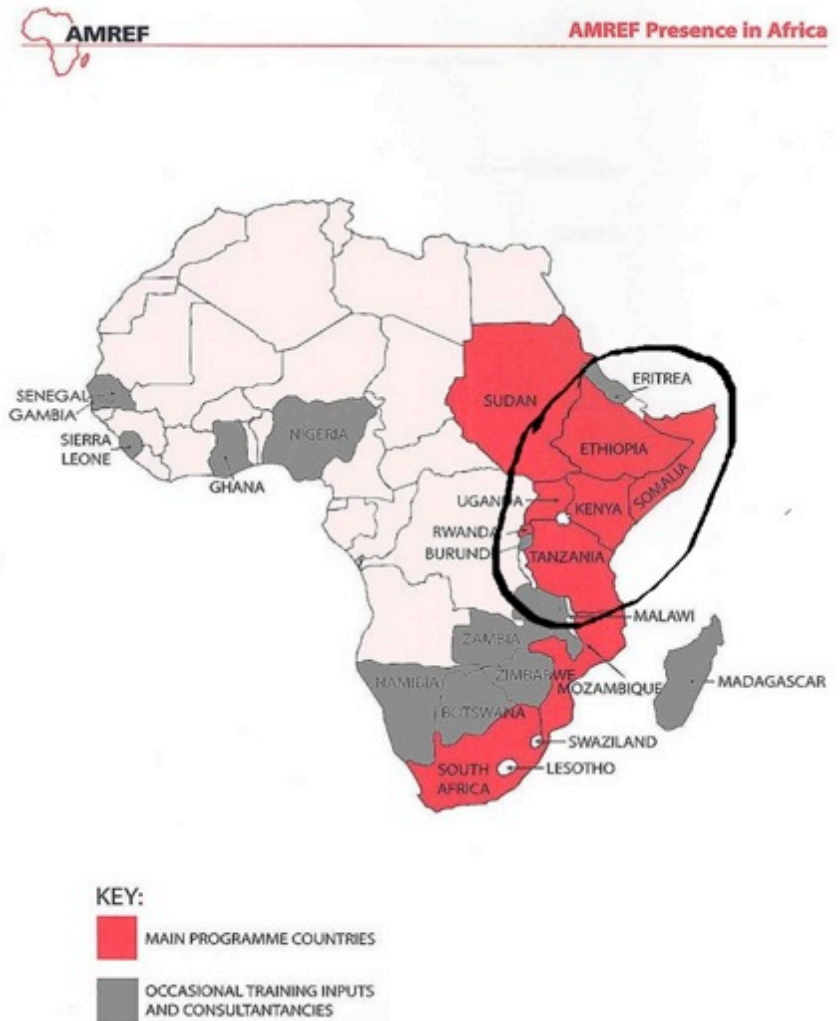 AMREF
AMREF Presence in Africa
SENEGAL
GAMBIA
SIERRA
LEONE
GHANA
NIGERIA
SUDAN
ERITREA
ETHIOPIA
SOMALIA
UGANDA
KENYA
RWANDA
BURUNDI
TANZANIA
MALAWI
ZAMBIA
NAMIBIA
ZIMBABWE
MOZAMBIQUE
MADAGASCAR
BOTSWANA
SWAZILAND
SOUTH
AFRICA
LESOTHO
KEY:
MAIN PROGRAMME COUNTRIES
OCCASIONAL TRAINING INPUTS
AND CONSULTANTANCIES